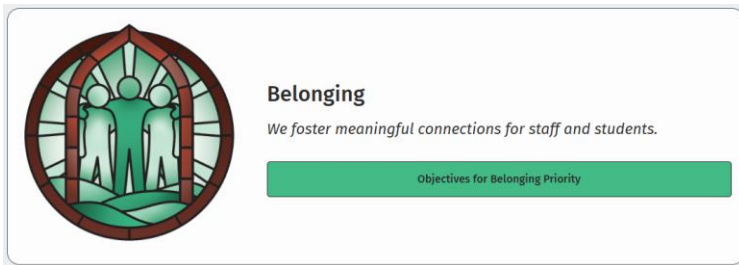 Belonging
We foster meaningful connections for staff and students.
Objectives for Belonging Priority